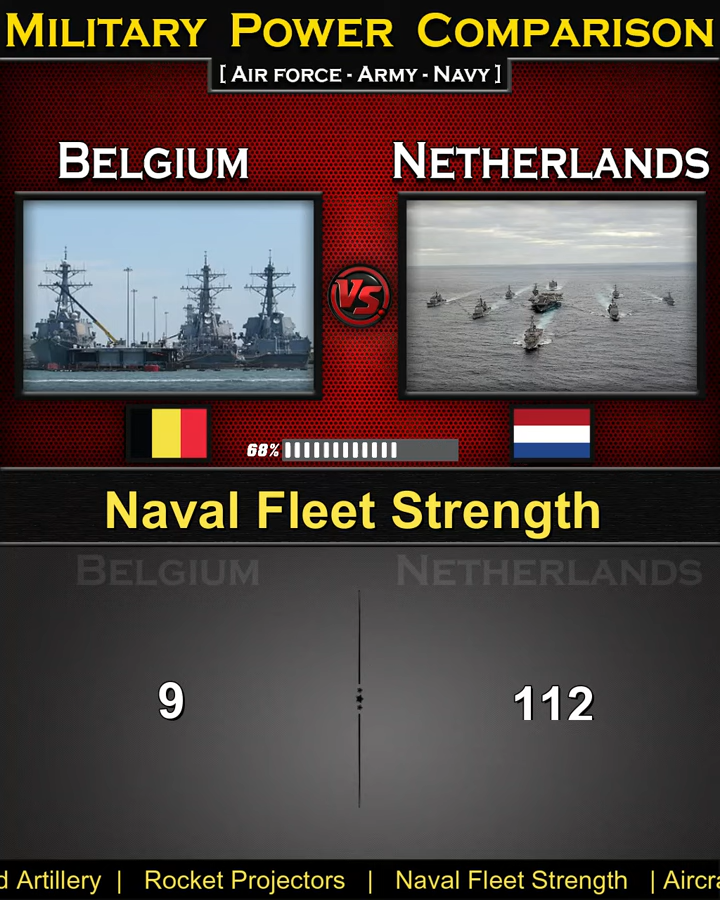 MILITARY POWER COMPARISON
[ AIR FORCE - ARMY - NAVY ]
BELGIUM
NETHERLANDS
VS.
68%
Naval Fleet Strength
BELGIUM
NETHERLANDS
9
112
d Artillery | Rocket Projectors | Naval Fleet Strength | Aircra